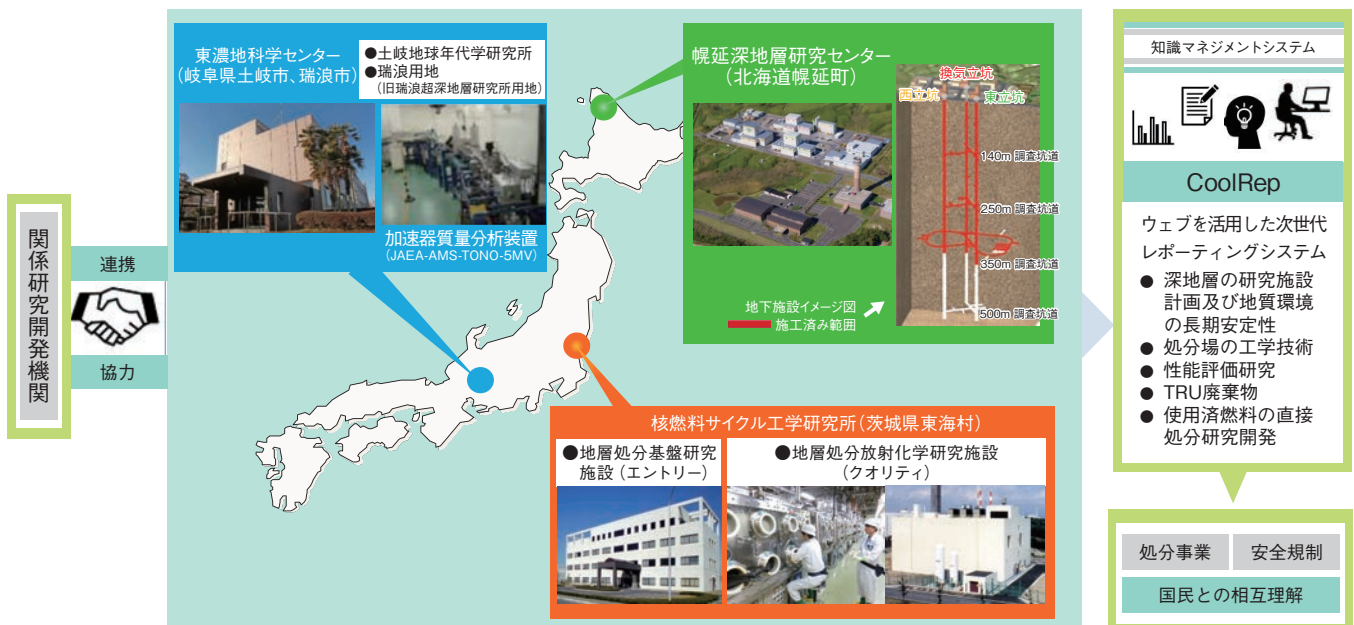 関係研究開発機関
連携
協力
東濃地科学センター
(岐阜県土岐市、瑞浪市)
●土岐地球年代学研究所
●瑞浪用地
(旧瑞浪超深地層研究所用地)
加速器質量分析装置
(JAEA-AMS-TONO-5MV)
幌延深地層研究センター
(北海道幌延町)
換気立坑
西立坑
東立坑
140m 調査坑道
250m 調査坑道
350m 調査坑道
500m 調査坑道
地下施設イメージ図
施工済み範囲
核燃料サイクル工学研究所(茨城県東海村)
●地層処分基盤研究
施設(エントリー)
●地層処分放射化学研究施設
(クオリティ)
知識マネジメントシステム
CoolRep
ウェブを活用した次世代
レポーティングシステム
● 深地層の研究施設
計画及び地質環境
の長期安定性
● 処分場の工学技術
● 性能評価研究
● TRU廃棄物
● 使用済燃料の直接
処分研究開発
処分事業
安全規制
国民との相互理解